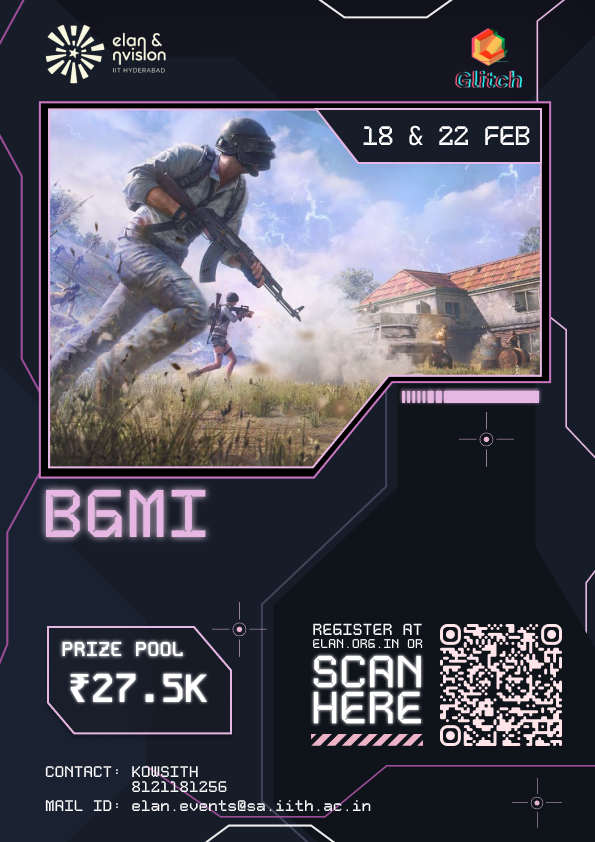 elan &
ηvision
IIT HYDERABAD
Glitch
18 & 22 FEB
BGMI
PRIZE POOL
₹27.5K
REGISTER AT
ELAN.ORG.IN OR
SCAN
HERE
CONTACT: KOWSITH
8121181256
MAIL ID: elan.events@sa.iith.ac.in